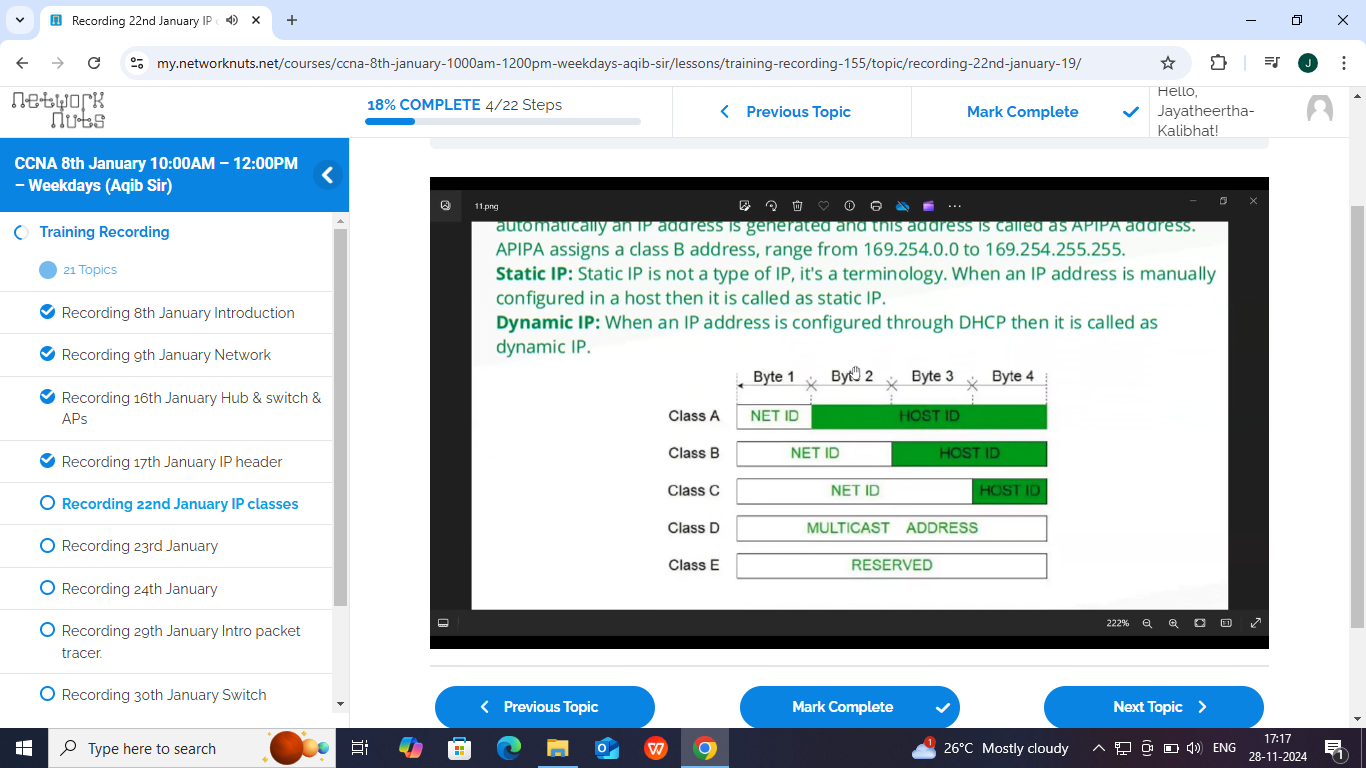 Recording 22nd January IP c
my.networknuts.net/courses/ccna-8th-january-1000am-1200pm-weekdays-aqib-sir/lessons/training-recording-155/topic/recording-22nd-january-19/
J
network
nuts
18% COMPLETE 4/22 Steps
Previous Topic
Mark Complete
Hello,
Jayatheertha-
Kalibhat!
CCNA 8th January 10:00AM – 12:00PM
– Weekdays (Aqib Sir)
Training Recording
21 Topics
Recording 8th January Introduction
Recording 9th January Network
Recording 16th January Hub & switch &
APs
Recording 17th January IP header
Recording 22nd January IP classes
Recording 23rd January
Recording 24th January
Recording 29th January Intro packet
tracer.
Recording 30th January Switch
11.png
automatically an IP address is generated and this address is called as APIPA address.
APIPA assigns a class B address, range from 169.254.0.0 to 169.254.255.255.
Static IP: Static IP is not a type of IP, it's a terminology. When an IP address is manually
configured in a host then it is called as static IP.
Dynamic IP: When an IP address is configured through DHCP then it is called as
dynamic IP.
Byte 1 Byte 2 Byte 3 Byte 4
Class A NET ID HOST ID
Class B NET ID HOST ID
Class C NET ID HOST ID
Class D MULTICAST ADDRESS
Class E RESERVED
222%
Previous Topic
Mark Complete
Next Topic
Type here to search
1
26°C Mostly cloudy
ENG
17:17
28-11-2024
1